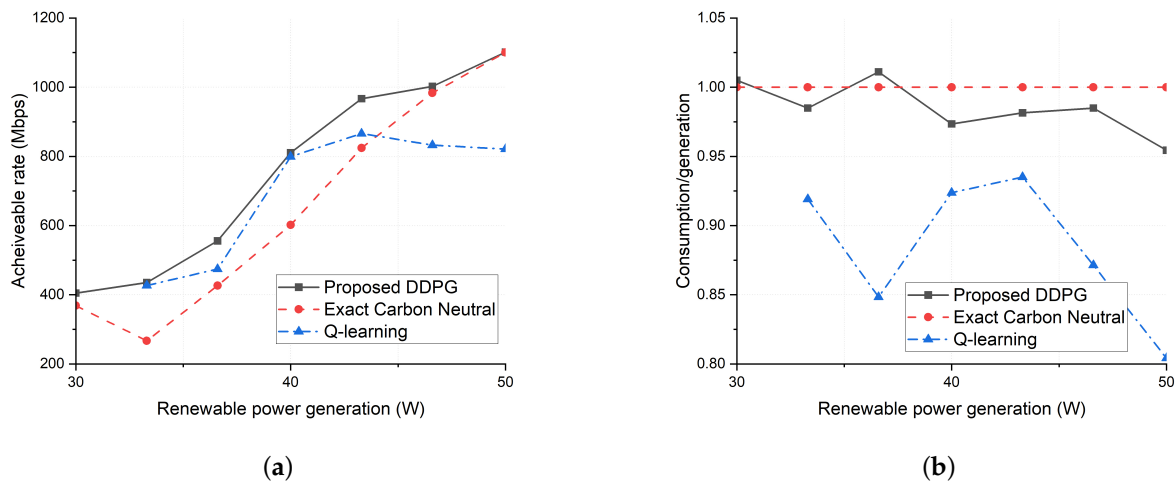 1200
1000
800
600
400
200
Acheiveable rate (Mbps)
30
40
50
Renewable power generation (W)
Proposed DDPG
Exact Carbon Neutral
Q-learning
(a)
1.05
1.00
0.95
0.90
0.85
0.80
Consumption/generation
30
40
50
Renewable power generation (W)
Proposed DDPG
Exact Carbon Neutral
Q-learning
(b)